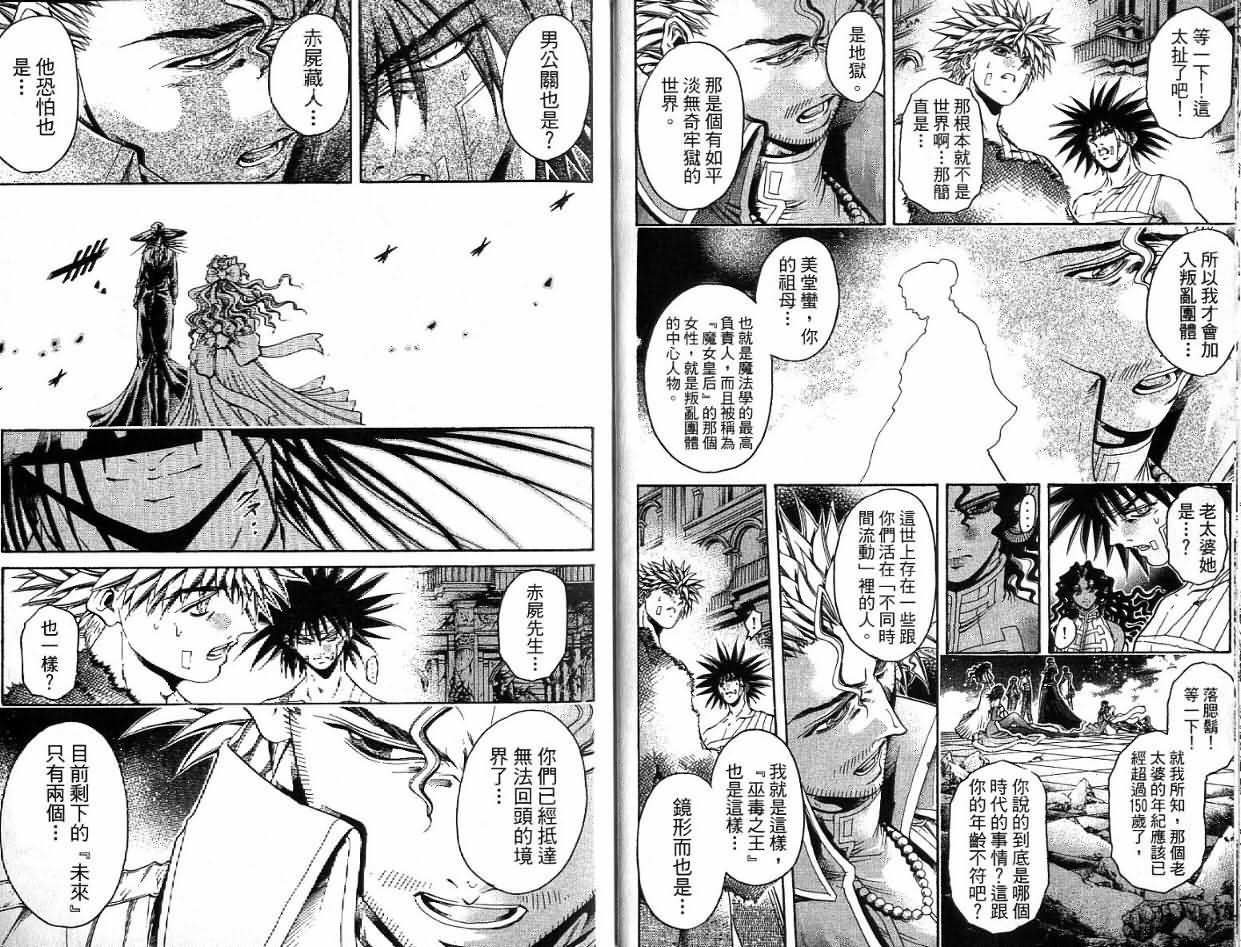 等一下！這
太扯了吧！
那根本就不是
世界啊…那簡
直是…
是地獄。
那是個有如平
淡無奇牢獄的
世界。
所以我才會加
入叛亂團體…
美堂蠻，你
的祖母…
也就是魔法學的最高
負責人，而且被稱為
『魔女皇后』的那個
女性，就是叛亂團體
的中心人物。
老太婆她
是…？
！
…
落腮鬍！
等一下！
就我所知，那個老
太婆的年紀應該已
經超過150歲了，
你說的到底是哪個
時代的事情？這跟
你的年齡不符吧？
這世上存在一些跟
你們活在「不同時
間流動」裡的人。
我就是這樣，
『巫毒之王』
也是這樣…
鏡形而也是…
男公關也是？
赤屍藏人…
他恐怕也
是…
赤屍先生…
也一樣？
你們已經抵達
無法回頭的境
界了…
目前剩下的『未來』
只有兩個…